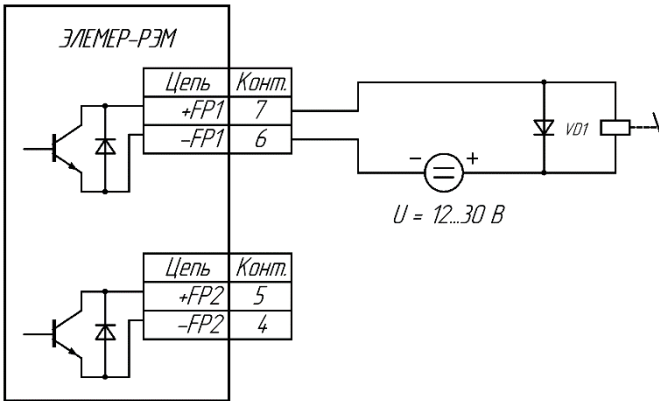 ЭЛЕМЕР-РЭМ
Цепь Конт.
+FP1 7
-FP1 6
VD1
- +
U = 12...30 В
Цепь Конт.
+FP2 5
-FP2 4